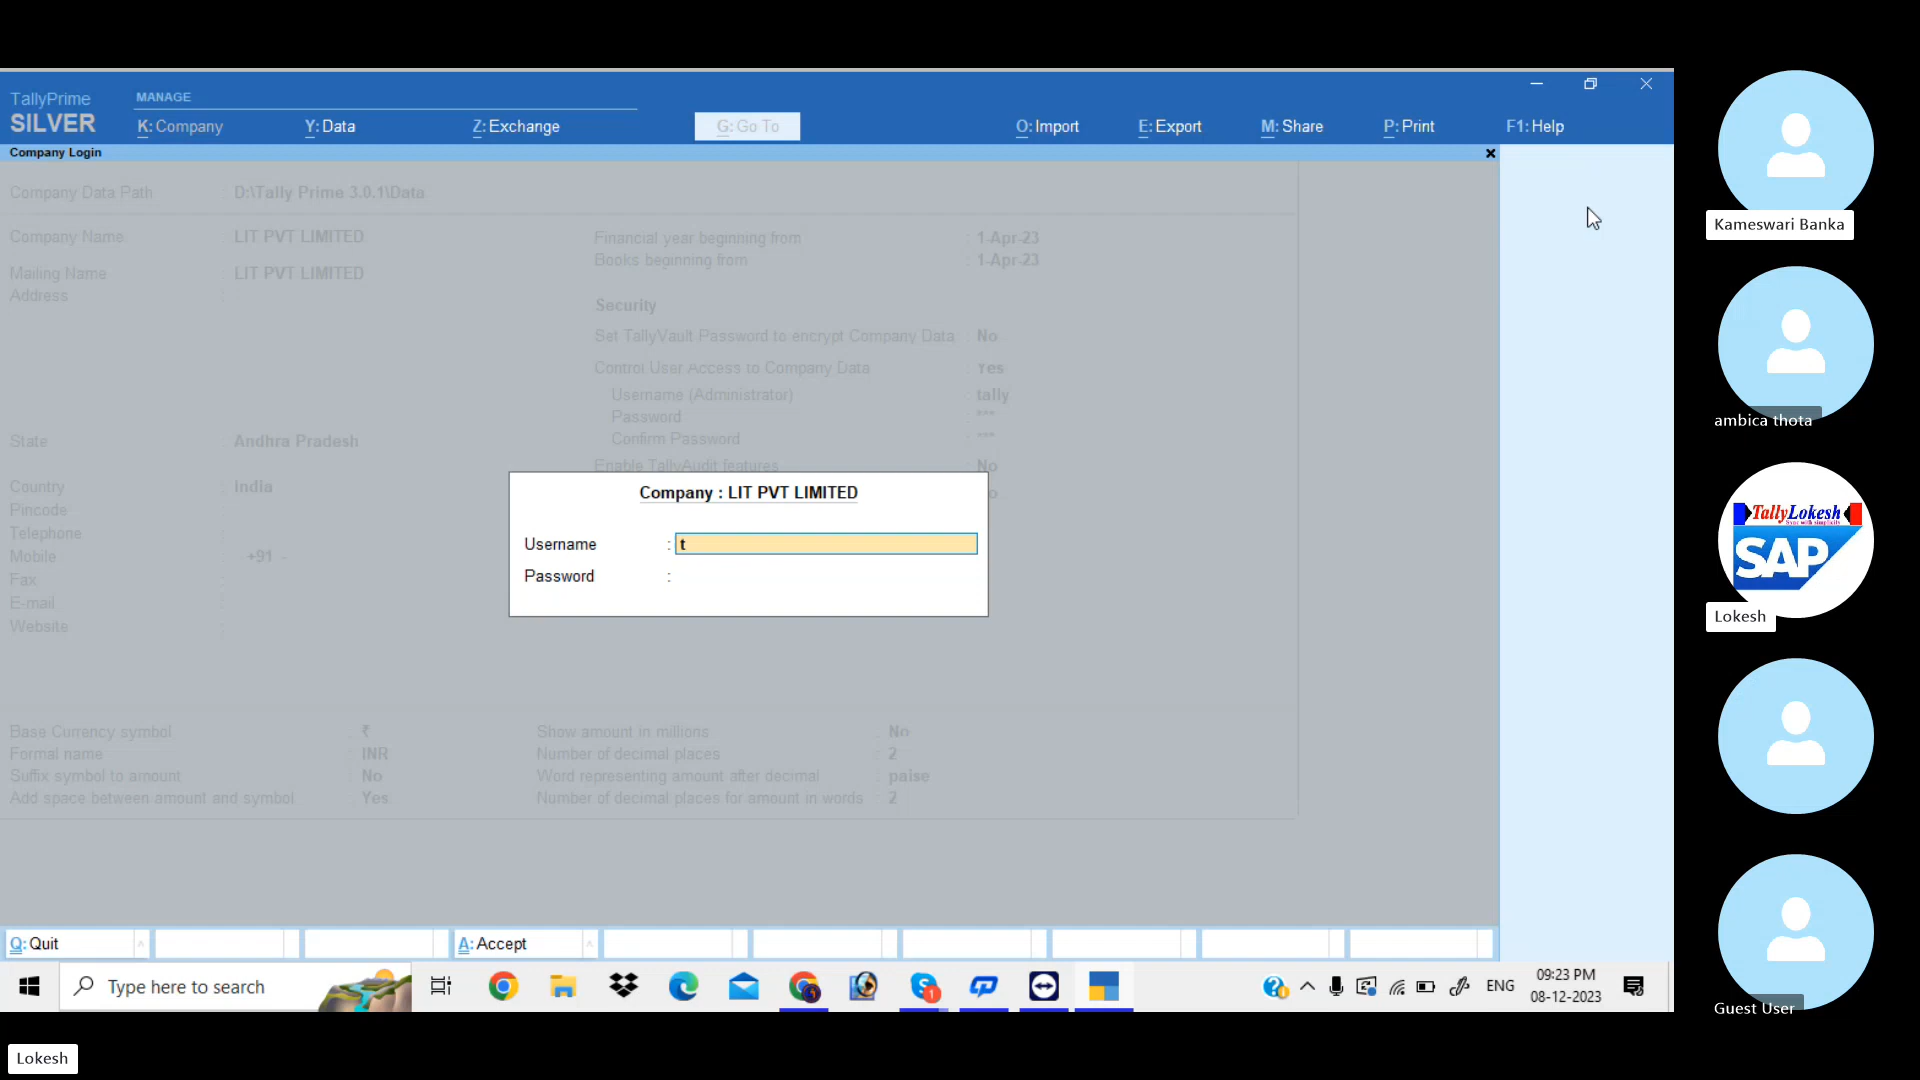 TallyPrime
SILVER
MANAGE
K: Company
Y: Data
Z: Exchange
G: Go To
O: Import
E: Export
M: Share
P: Print
F1: Help
Company Login
Company Data Path : D:\Tally Prime 3.0.1\Data
Company Name : LIT PVT LIMITED
Mailing Name : LIT PVT LIMITED
Address :
State : Andhra Pradesh
Country : India
Pincode :
Telephone :
Mobile : +91 -
Fax :
E-mail :
Website :
Financial year beginning from : 1-Apr-23
Books beginning from : 1-Apr-23
Security
Set TallyVault Password to encrypt Company Data : No
Control User Access to Company Data : Yes
Username (Administrator) : tally
Password : ***
Confirm Password : ***
Enable TallyAudit features : No
Company : LIT PVT LIMITED
Username : t
Password :
Base Currency symbol : ₹
Formal name : INR
Suffix symbol to amount : No
Add space between amount and symbol : Yes
Show amount in millions : No
Number of decimal places : 2
Word representing amount after decimal : paise
Number of decimal places for amount in words : 2
Q: Quit
A: Accept
Type here to search
ENG
09:23 PM
08-12-2023
Kameswari Banka
ambica thota
TallyLokesh
Sync with simplicity
SAP
Lokesh
Guest User
Lokesh